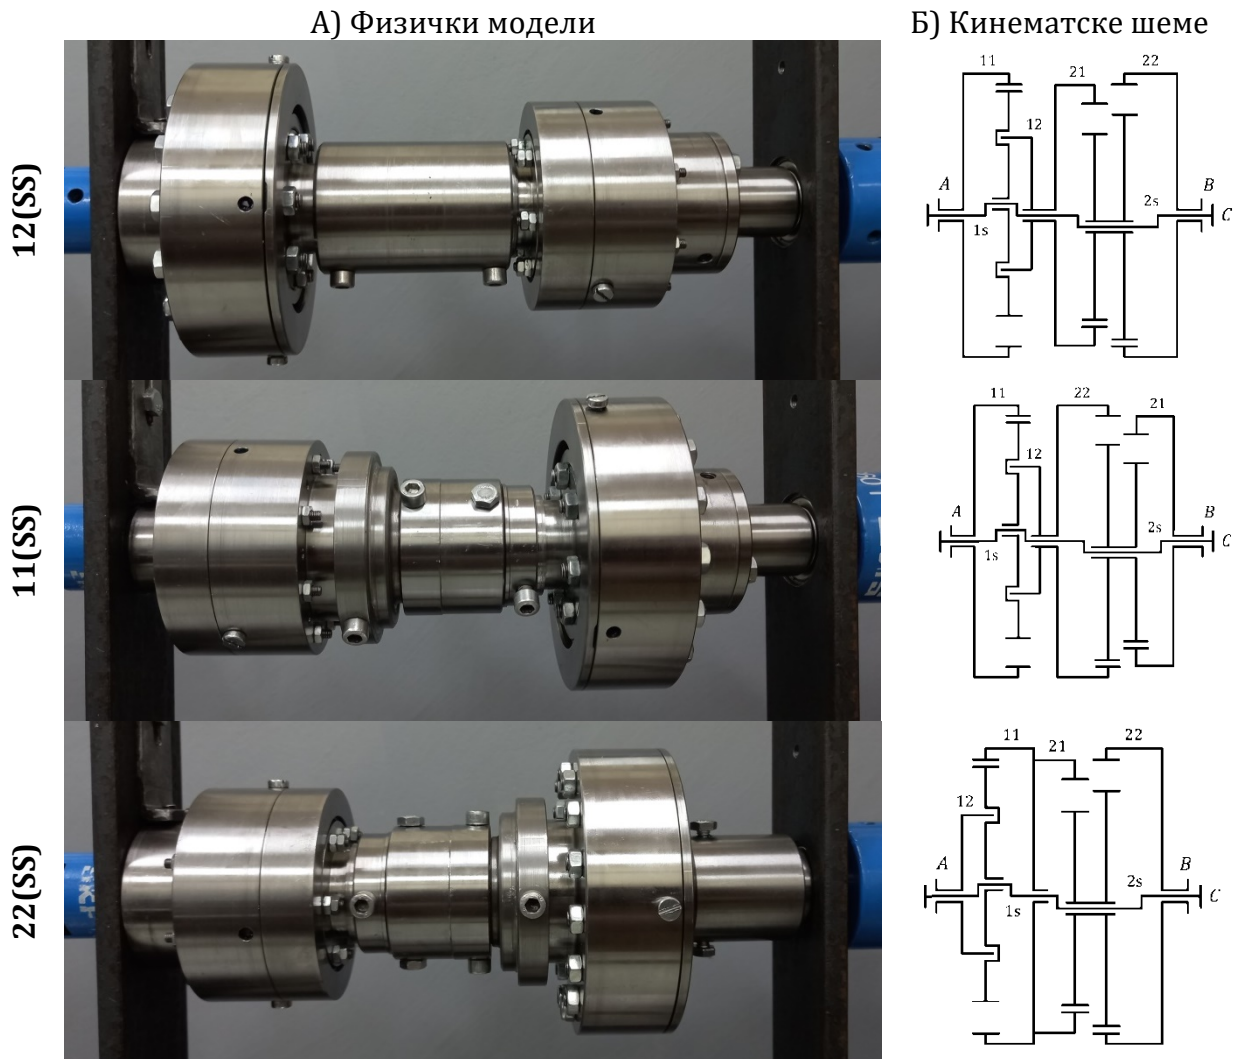 А) Физички модели
Б) Кинематске шеме
12(SS)
11
21
22
12
A
B
2s
C
1s
11(SS)
11
22
21
12
A
B
2s
C
1s
22(SS)
11
21
22
12
A
B
2s
C
1s